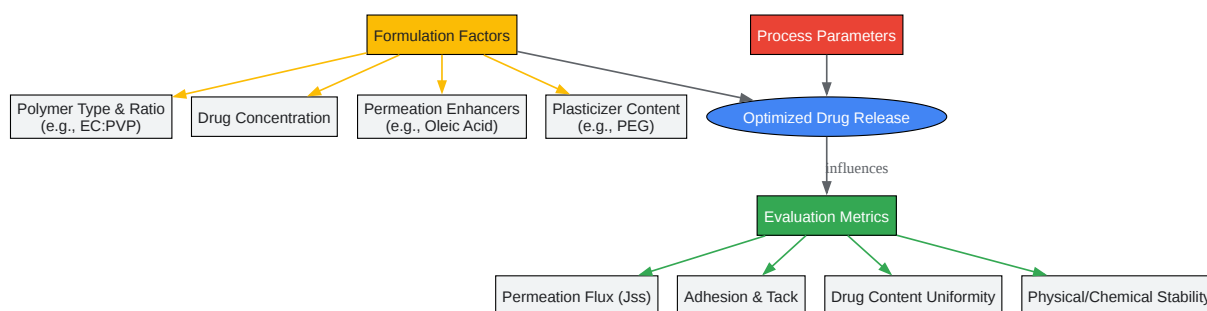 Formulation Factors
Process Parameters
Polymer Type & Ratio
(e.g., EC:PVP)
Drug Concentration
Permeation Enhancers
(e.g., Oleic Acid)
Plasticizer Content
(e.g., PEG)
Optimized Drug Release
influences
Evaluation Metrics
Permeation Flux (Jss)
Adhesion & Tack
Drug Content Uniformity
Physical/Chemical Stability